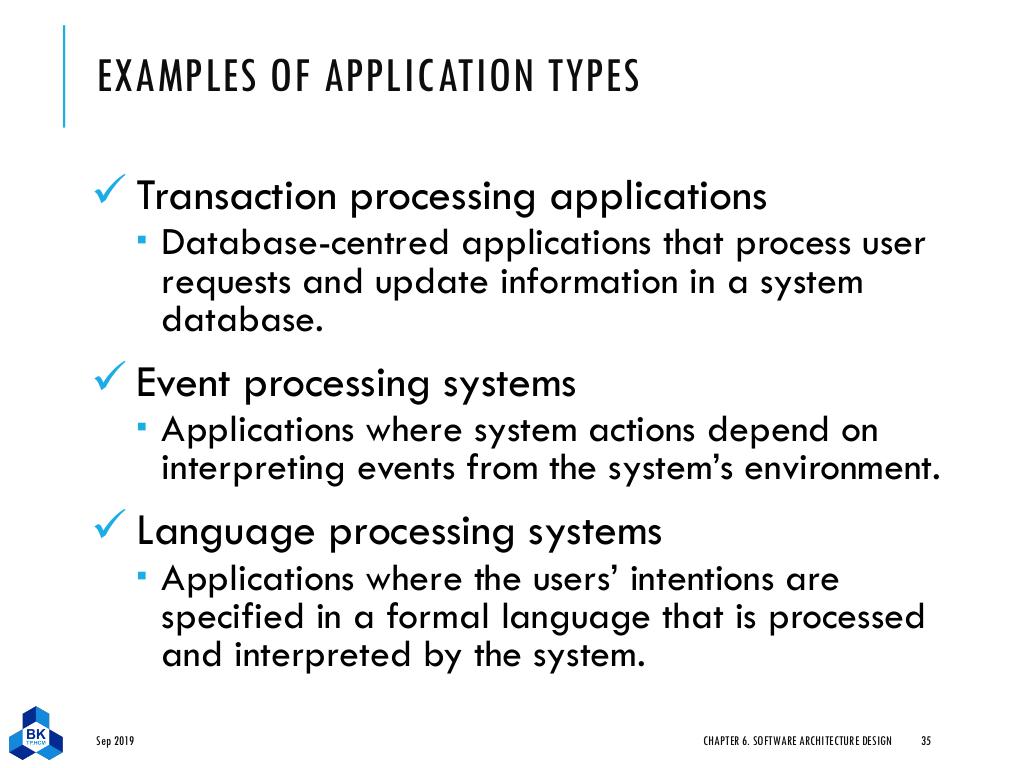 EXAMPLES OF APPLICATION TYPES
✓ Transaction processing applications
▪ Database-centred applications that process user
requests and update information in a system
database.
✓ Event processing systems
▪ Applications where system actions depend on
interpreting events from the system’s environment.
✓ Language processing systems
▪ Applications where the users’ intentions are
specified in a formal language that is processed
and interpreted by the system.
BK
TP.HCM
Sep 2019
CHAPTER 6. SOFTWARE ARCHITECTURE DESIGN
35